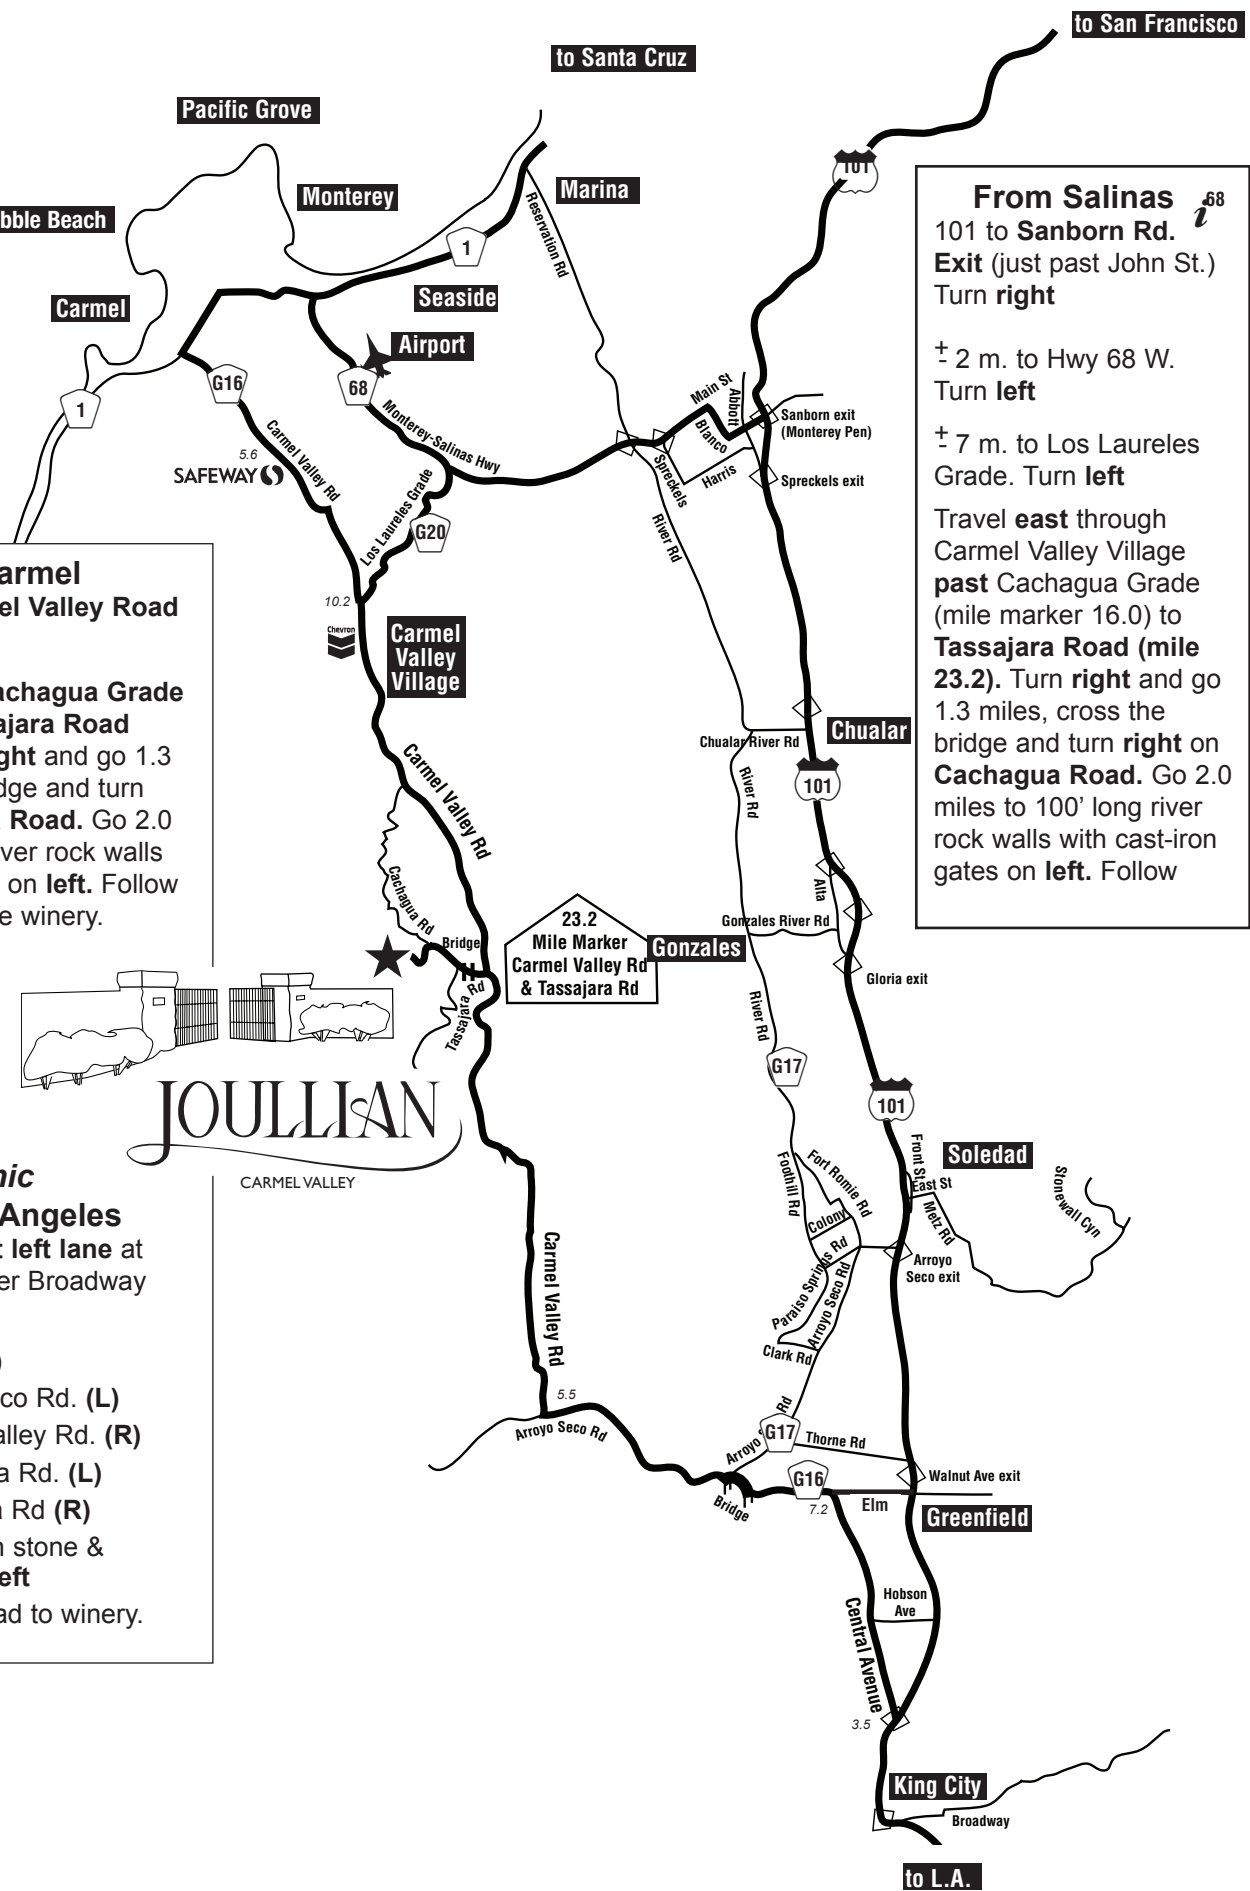 to San Francisco
to Santa Cruz
Pacific Grove
101
Marina
Monterey
bble Beach
Reservation Rd
1
Seaside
Carmel
Airport
G16
68
1
Main St
Abbott
Sanborn exit
(Monterey Pen)
Monterey-Salinas Hwy
Blanco
Carmel Valley Rd
5.6
SAFEWAY
Spreckels
Harris
Spreckels exit
Los Laureles Grade
G20
River Rd
10.2
Chevron
Carmel
Valley
Village
Chualar River Rd
Chualar
101
River Rd
Carmel Valley Rd
Cachagua Rd
Alta
Gonzales River Rd
Bridge
23.2
Mile Marker
Carmel Valley Rd
& Tassajara Rd
Gonzales
Tassajara Rd
Gloria exit
River Rd
G17
101
JOULLIAN
CARMEL VALLEY
Front St
East St
Soledad
Metz Rd
Stonewall Cyn
Foothill Rd
Fort Romie Rd
Colony
Paraiso Springs Rd
Arroyo Seco Rd
Arroyo
Seco exit
Clark Rd
Carmel Valley Rd
5.5
Arroyo Seco Rd
Arroyo S Rd
G17
Thorne Rd
G16
Walnut Ave exit
Bridge
7.2
Elm
Greenfield
Hobson
Ave
Central Avenue
3.5
King City
Broadway
to L.A.
From Salinas
i68
101 to Sanborn Rd.
Exit (just past John St.)
Turn right
± 2 m. to Hwy 68 W.
Turn left
± 7 m. to Los Laureles
Grade. Turn left
Travel east through
Carmel Valley Village
past Cachagua Grade
(mile marker 16.0) to
Tassajara Road (mile
23.2). Turn right and go
1.3 miles, cross the
bridge and turn right on
Cachagua Road. Go 2.0
miles to 100’ long river
rock walls with cast-iron
gates on left. Follow
armel
el Valley Road
achagua Grade
ajara Road
ght and go 1.3
dge and turn
Road. Go 2.0
ver rock walls
on left. Follow
e winery.
nic
Angeles
t left lane at
er Broadway
)
co Rd. (L)
alley Rd. (R)
a Rd. (L)
a Rd (R)
n stone &
eft
ad to winery.